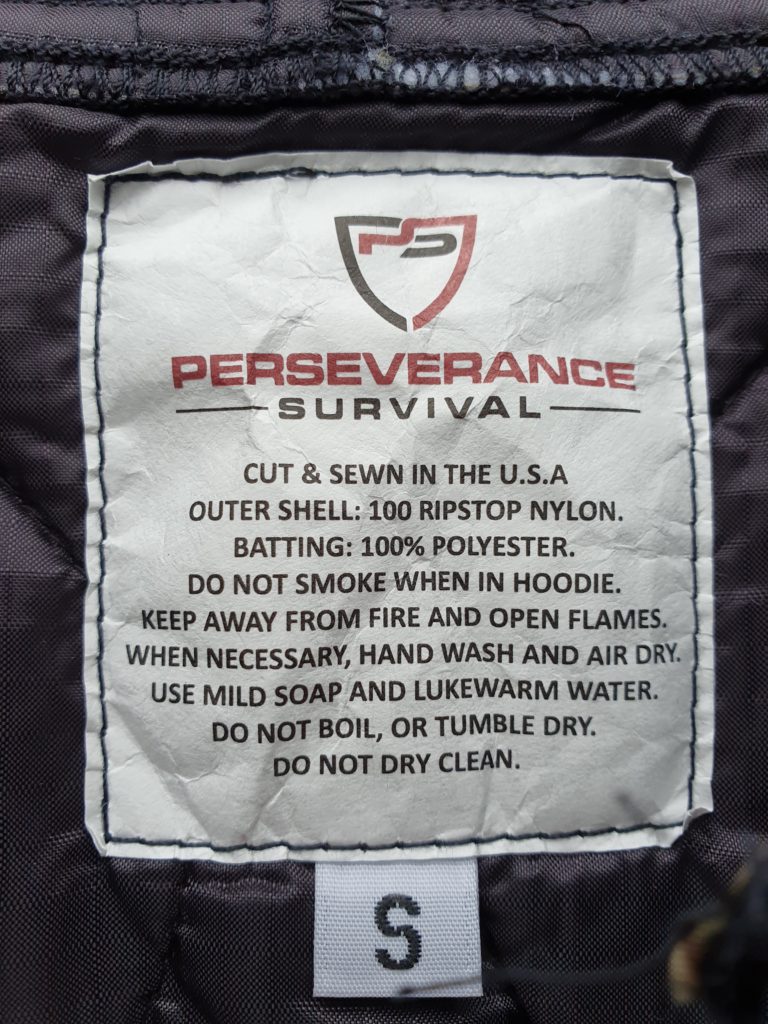 PS
PERSEVERANCE
SURVIVAL
CUT & SEWN IN THE U.S.A
OUTER SHELL: 100 RIPSTOP NYLON.
BATTING: 100% POLYESTER.
DO NOT SMOKE WHEN IN HOODIE.
KEEP AWAY FROM FIRE AND OPEN FLAMES.
WHEN NECESSARY, HAND WASH AND AIR DRY.
USE MILD SOAP AND LUKEWARM WATER.
DO NOT BOIL, OR TUMBLE DRY.
DO NOT DRY CLEAN.
S